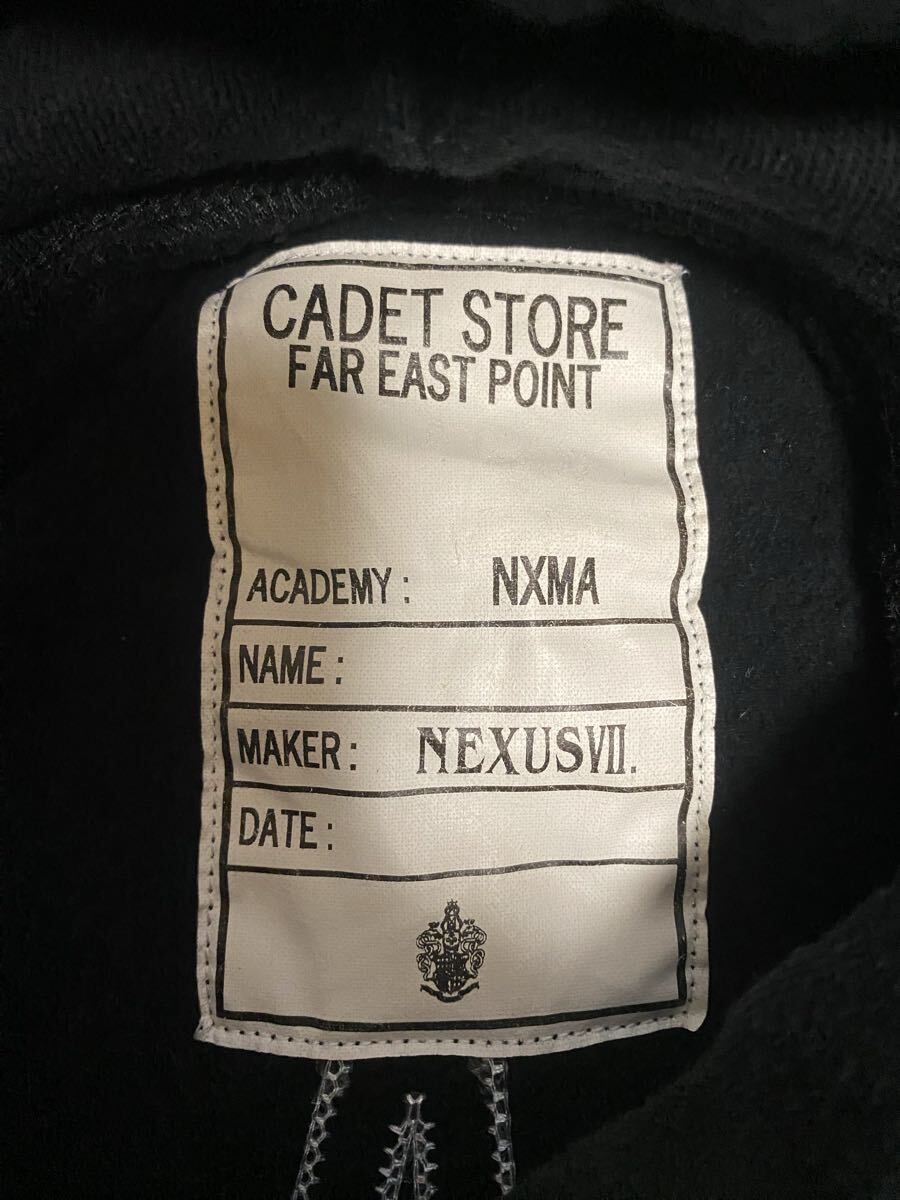 CADET STORE
FAR EAST POINT
ACADEMY: NXMA
NAME:
MAKER: NEXUSVII.
DATE: